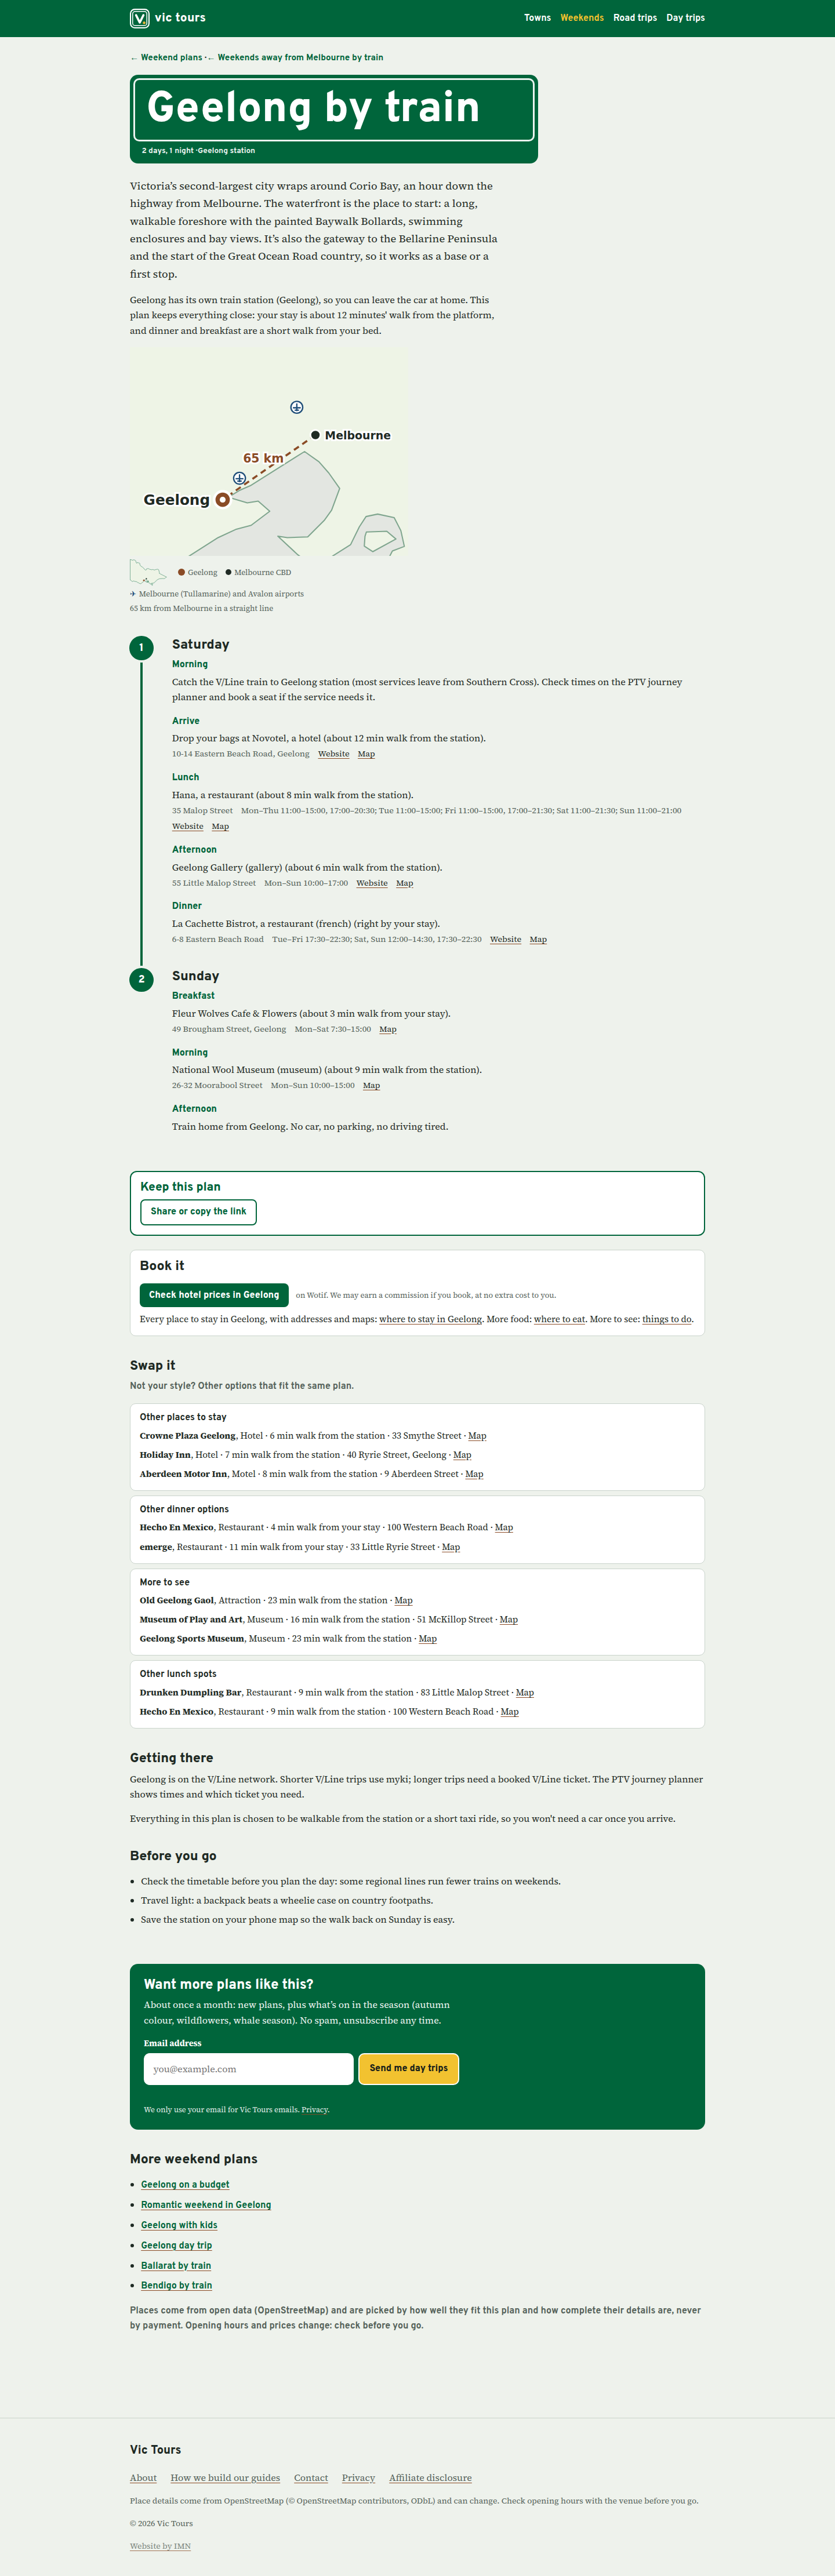 vic tours
Towns Weekends Road trips Day trips
← Weekend plans · ← Weekends away from Melbourne by train
Geelong by train
2 days, 1 night · Geelong station
Victoria's second-largest city wraps around Corio Bay, an hour down the
highway from Melbourne. The waterfront is the place to start: a long,
walkable foreshore with the painted Baywalk Bollards, swimming
enclosures and bay views. It's also the gateway to the Bellarine Peninsula
and the start of the Great Ocean Road country, so it works as a base or a
first stop.
Geelong has its own train station (Geelong), so you can leave the car at home. This
plan keeps everything close: your stay is about 12 minutes' walk from the platform,
and dinner and breakfast are a short walk from your bed.
Melbourne
65 km
Geelong
Geelong Melbourne CBD
✈ Melbourne (Tullamarine) and Avalon airports
65 km from Melbourne in a straight line
1
Saturday
Morning
Catch the V/Line train to Geelong station (most services leave from Southern Cross). Check times on the PTV journey
planner and book a seat if the service needs it.
Arrive
Drop your bags at Novotel, a hotel (about 12 min walk from the station).
10-14 Eastern Beach Road, Geelong Website Map
Lunch
Hana, a restaurant (about 8 min walk from the station).
35 Malop Street Mon–Thu 11:00–15:00, 17:00–20:30; Tue 11:00–15:00; Fri 11:00–15:00, 17:00–21:30; Sat 11:00–21:30; Sun 11:00–21:00
Website Map
Afternoon
Geelong Gallery (gallery) (about 6 min walk from the station).
55 Little Malop Street Mon–Sun 10:00–17:00 Website Map
Dinner
La Cachette Bistrot, a restaurant (french) (right by your stay).
6-8 Eastern Beach Road Tue–Fri 17:30–22:30; Sat, Sun 12:00–14:30, 17:30–22:30 Website Map
2
Sunday
Breakfast
Fleur Wolves Cafe & Flowers (about 3 min walk from your stay).
49 Brougham Street, Geelong Mon–Sat 7:30–15:00 Map
Morning
National Wool Museum (museum) (about 9 min walk from the station).
26-32 Moorabool Street Mon–Sun 10:00–15:00 Map
Afternoon
Train home from Geelong. No car, no parking, no driving tired.
Keep this plan
Share or copy the link
Book it
Check hotel prices in Geelong on Wotif. We may earn a commission if you book, at no extra cost to you.
Every place to stay in Geelong, with addresses and maps: where to stay in Geelong. More food: where to eat. More to see: things to do.
Swap it
Not your style? Other options that fit the same plan.
Other places to stay
Crowne Plaza Geelong, Hotel · 6 min walk from the station · 33 Smythe Street · Map
Holiday Inn, Hotel · 7 min walk from the station · 40 Ryrie Street, Geelong · Map
Aberdeen Motor Inn, Motel · 8 min walk from the station · 9 Aberdeen Street · Map
Other dinner options
Hecho En Mexico, Restaurant · 4 min walk from your stay · 100 Western Beach Road · Map
emerge, Restaurant · 11 min walk from your stay · 33 Little Ryrie Street · Map
More to see
Old Geelong Gaol, Attraction · 23 min walk from the station · Map
Museum of Play and Art, Museum · 16 min walk from the station · 51 McKillop Street · Map
Geelong Sports Museum, Museum · 23 min walk from the station · Map
Other lunch spots
Drunken Dumpling Bar, Restaurant · 9 min walk from the station · 83 Little Malop Street · Map
Hecho En Mexico, Restaurant · 9 min walk from the station · 100 Western Beach Road · Map
Getting there
Geelong is on the V/Line network. Shorter V/Line trips use myki; longer trips need a booked V/Line ticket. The PTV journey planner
shows times and which ticket you need.
Everything in this plan is chosen to be walkable from the station or a short taxi ride, so you won't need a car once you arrive.
Before you go
• Check the timetable before you plan the day: some regional lines run fewer trains on weekends.
• Travel light: a backpack beats a wheelie case on country footpaths.
• Save the station on your phone map so the walk back on Sunday is easy.
Want more plans like this?
About once a month: new plans, plus what's on in the season (autumn
colour, wildflowers, whale season). No spam, unsubscribe any time.
Email address
you@example.com Send me day trips
We only use your email for Vic Tours emails. Privacy.
More weekend plans
• Geelong on a budget
• Romantic weekend in Geelong
• Geelong with kids
• Geelong day trip
• Ballarat by train
• Bendigo by train
Places come from open data (OpenStreetMap) and are picked by how well they fit this plan and how complete their details are, never
by payment. Opening hours and prices change: check before you go.
Vic Tours
About How we build our guides Contact Privacy Affiliate disclosure
Place details come from OpenStreetMap (© OpenStreetMap contributors, ODbL) and can change. Check opening hours with the venue before you go.
© 2026 Vic Tours
Website by IMN